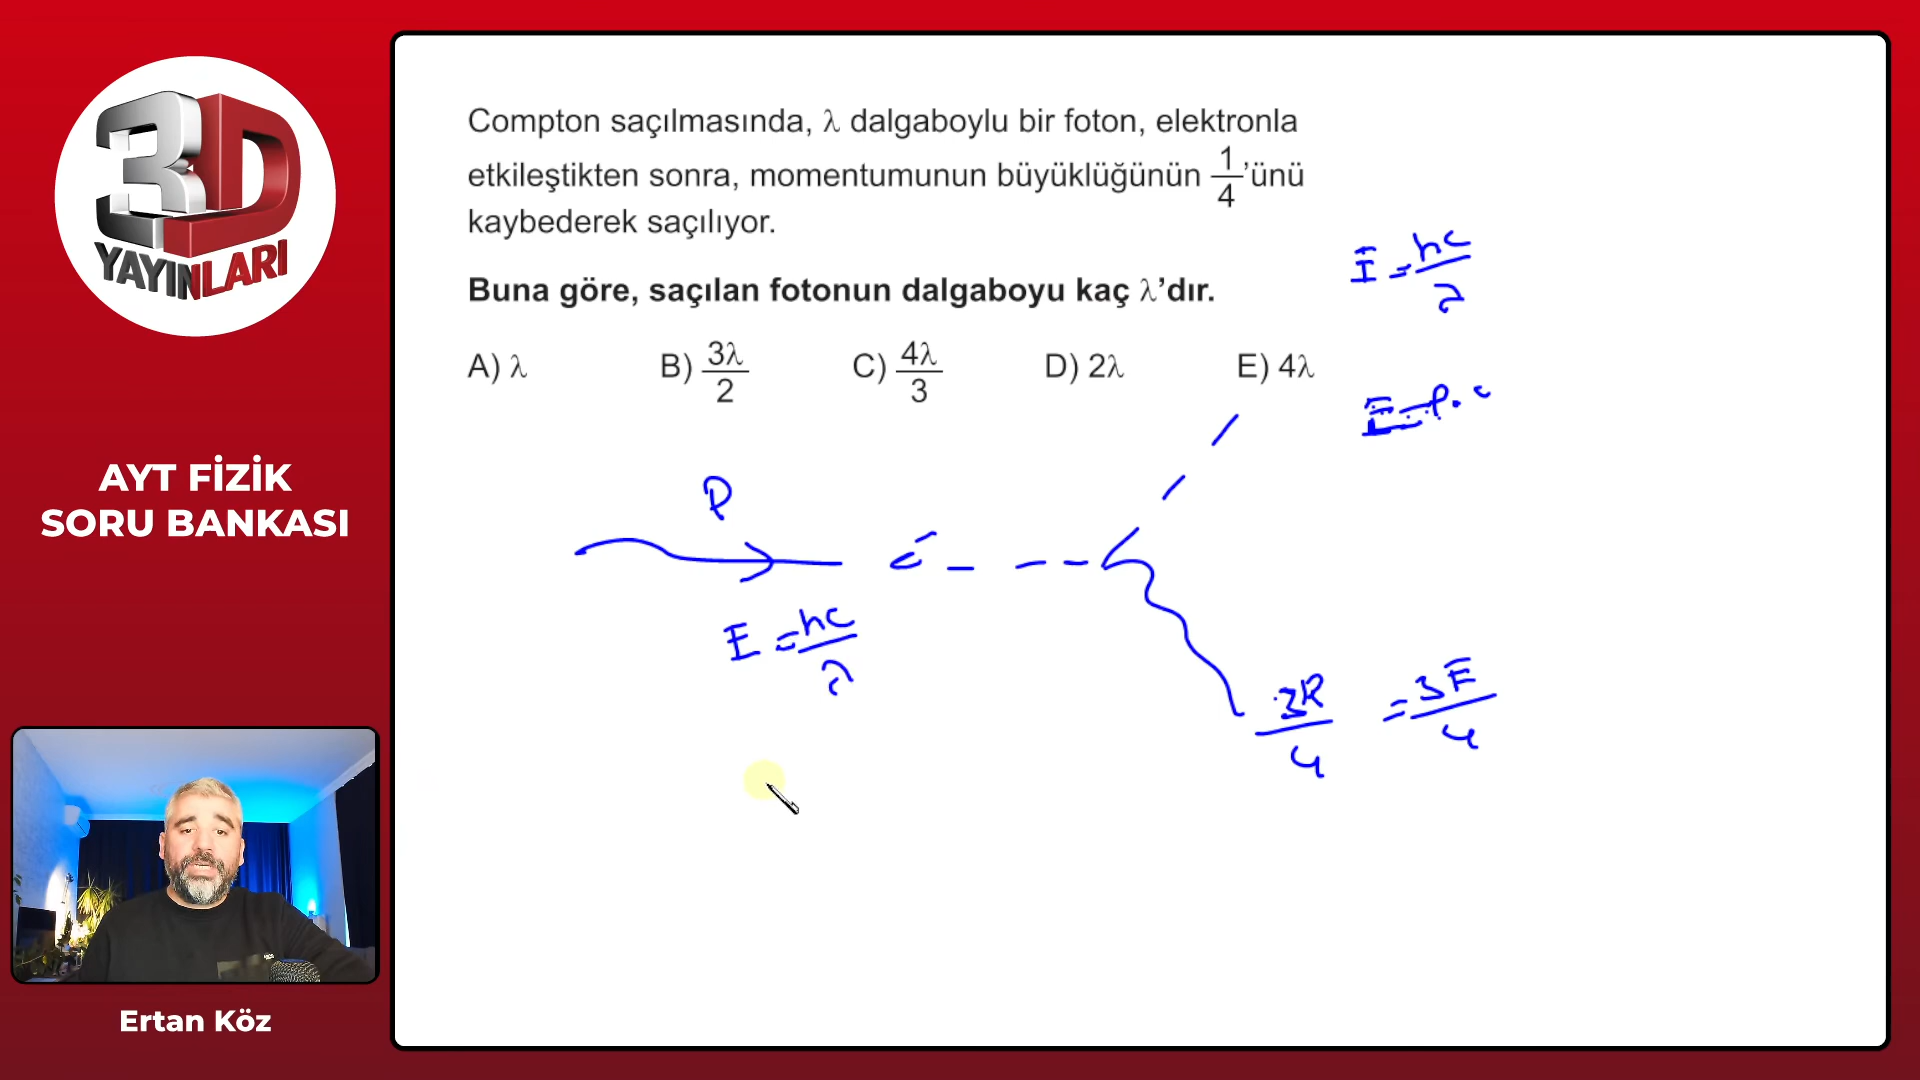 3D
YAYINLARI
AYT FİZİK
SORU BANKASI
Ertan Köz
Compton saçılmasında, λ dalgaboylu bir foton, elektronla
etkileştikten sonra, momentumunun büyüklüğünün 1/4'ünü
kaybederek saçılıyor.
Buna göre, saçılan fotonun dalgaboyu kaç λ'dır.
A) λ B) 3λ/2 C) 4λ/3 D) 2λ E) 4λ
E = hc/λ
E = P.c
P
e⁻
E = hc/λ
3P/4 = 3E/4